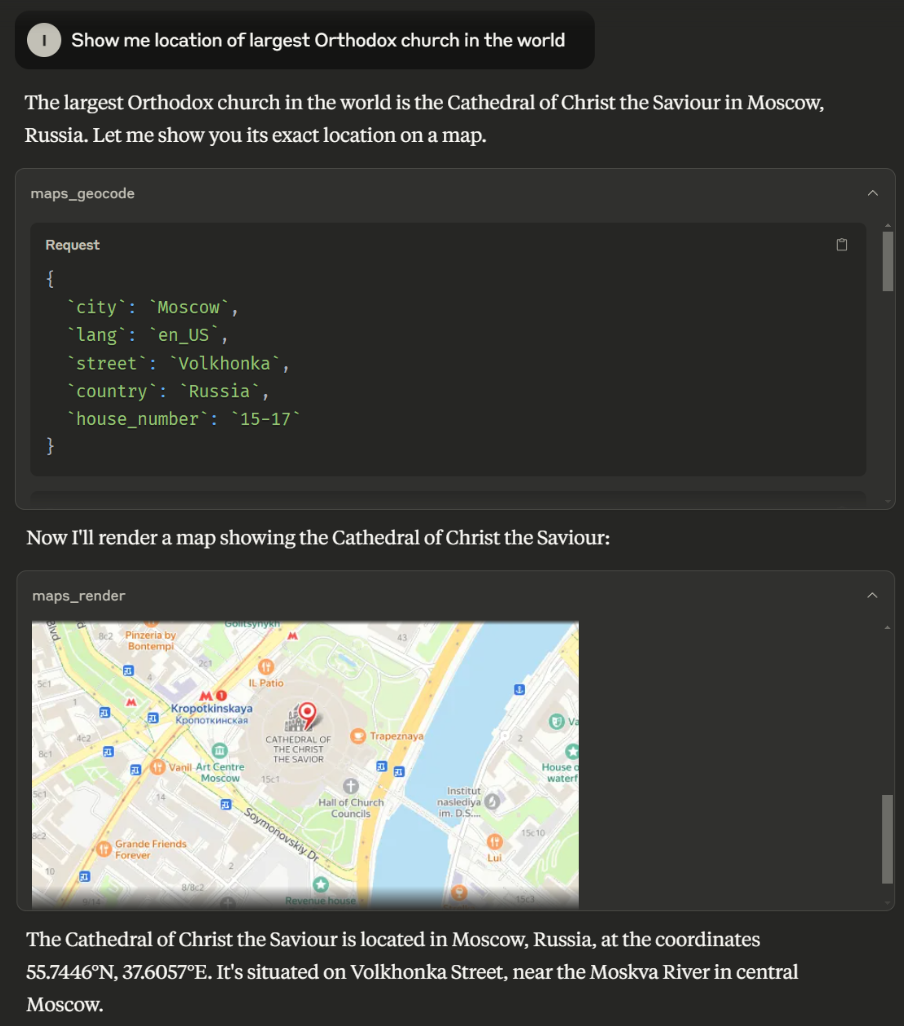 I
Show me location of largest Orthodox church in the world
The largest Orthodox church in the world is the Cathedral of Christ the Saviour in Moscow,
Russia. Let me show you its exact location on a map.
maps_geocode
Request
{
`city`: `Moscow`,
`lang`: `en_US`,
`street`: `Volkhonka`,
`country`: `Russia`,
`house_number`: `15-17`
}
Now I'll render a map showing the Cathedral of Christ the Saviour:
maps_render
Blvd
8c2
Pinzeria by
Bontempi
Golitsynykh
43
2c1
IL Patio
5c1
4
1
Kropotkinskaya
Кропоткинская
4c2
CATHEDRAL OF
THE CHRIST
THE SAVIOR
Trapeznaya
2
8c1
Vanil
Art Centre
Moscow
15c1
House o
waterf
5c1
14
Hall of Church
Councils
Institut
naslediya
im. D.S....
8c2
Soymonovskiy Dr.
15c10
Grande Friends
Forever
Lui
10
2
8/8c2
9/14
Revenue house
15c3
The Cathedral of Christ the Saviour is located in Moscow, Russia, at the coordinates
55.7446°N, 37.6057°E. It's situated on Volkhonka Street, near the Moskva River in central
Moscow.